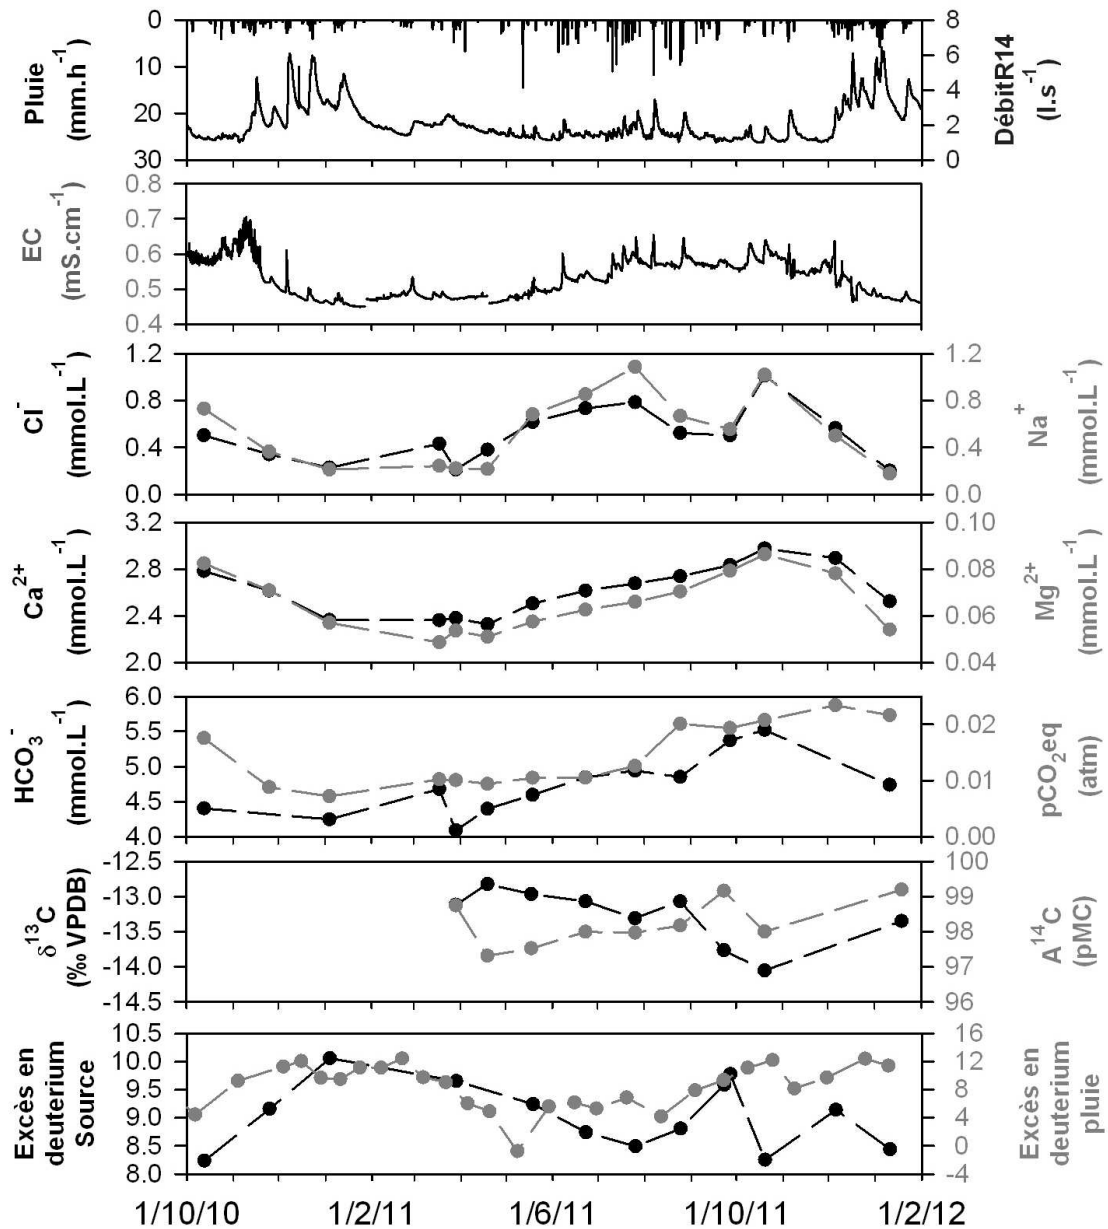 Pluie
(mm.h⁻¹)
0
10
20
30
8
6
4
2
0
DébitR14
(l.s⁻¹)
EC
(mS.cm⁻¹)
0.8
0.7
0.6
0.5
0.4
Cl⁻
(mmol.L⁻¹)
1.2
0.8
0.4
0.0
1.2
0.8
0.4
0.0
Na⁺
(mmol.L⁻¹)
Ca²⁺
(mmol.L⁻¹)
3.2
2.8
2.4
2.0
0.10
0.08
0.06
0.04
Mg²⁺
(mmol.L⁻¹)
HCO₃⁻
(mmol.L⁻¹)
6.0
5.5
5.0
4.5
4.0
0.02
0.01
0.00
pCO₂eq
(atm)
δ¹³C
(‰ VPDB)
-12.5
-13.0
-13.5
-14.0
-14.5
100
99
98
97
96
A¹⁴C
(pMC)
Excès en
deuterium
Source
10.5
10.0
9.5
9.0
8.5
8.0
16
12
8
4
0
-4
Excès en
deuterium
pluie
1/10/10 1/2/11 1/6/11 1/10/11 1/2/12